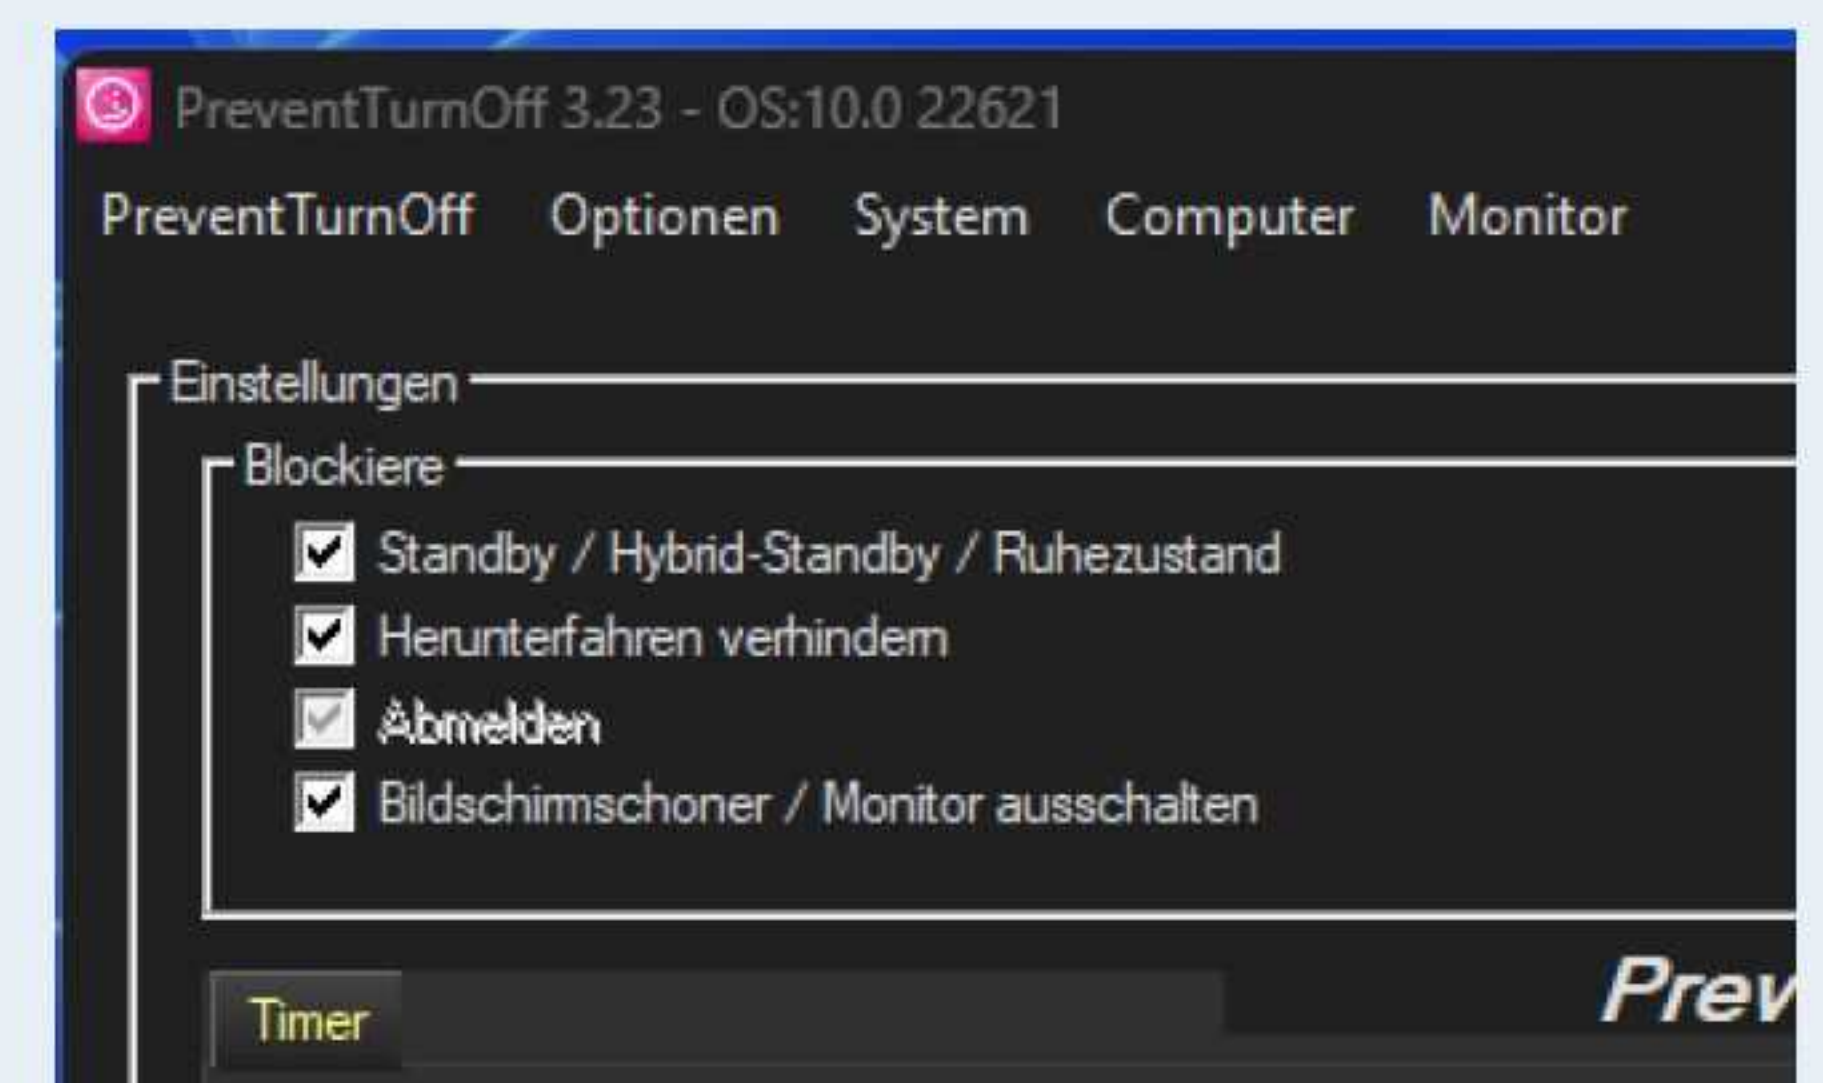 PreventTurnOff 3.23 - OS:10.0 22621
PreventTurnOff Optionen System Computer Monitor
Einstellungen
Blockiere
Standby / Hybrid-Standby / Ruhezustand
Herunterfahren verhindern
Abmelden
Bildschirmschoner / Monitor ausschalten
Prev
Timer